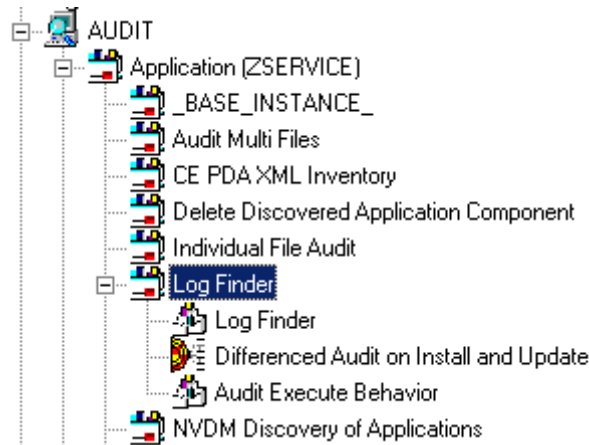 AUDIT
Application (ZSERVICE)
_BASE_INSTANCE_
Audit Multi Files
CE PDA XML Inventory
Delete Discovered Application Component
Individual File Audit
Log Finder
Log Finder
Differenced Audit on Install and Update
Audit Execute Behavior
NVDM Discovery of Applications